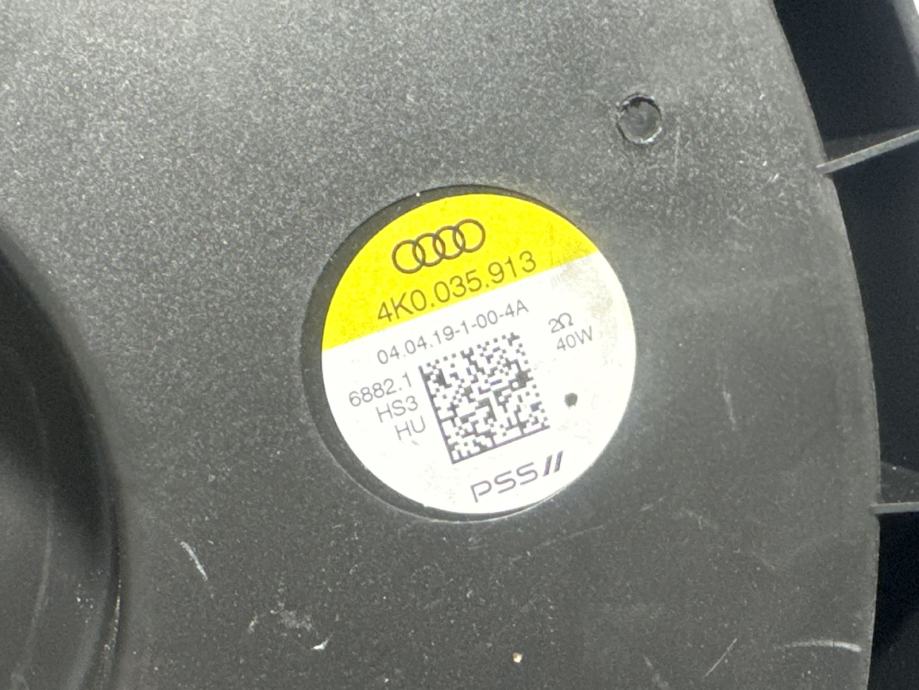 4K0.035.913
04.04.19-1-00-4A
2Ω
40W
6882.1
HS3
HU
PSS//